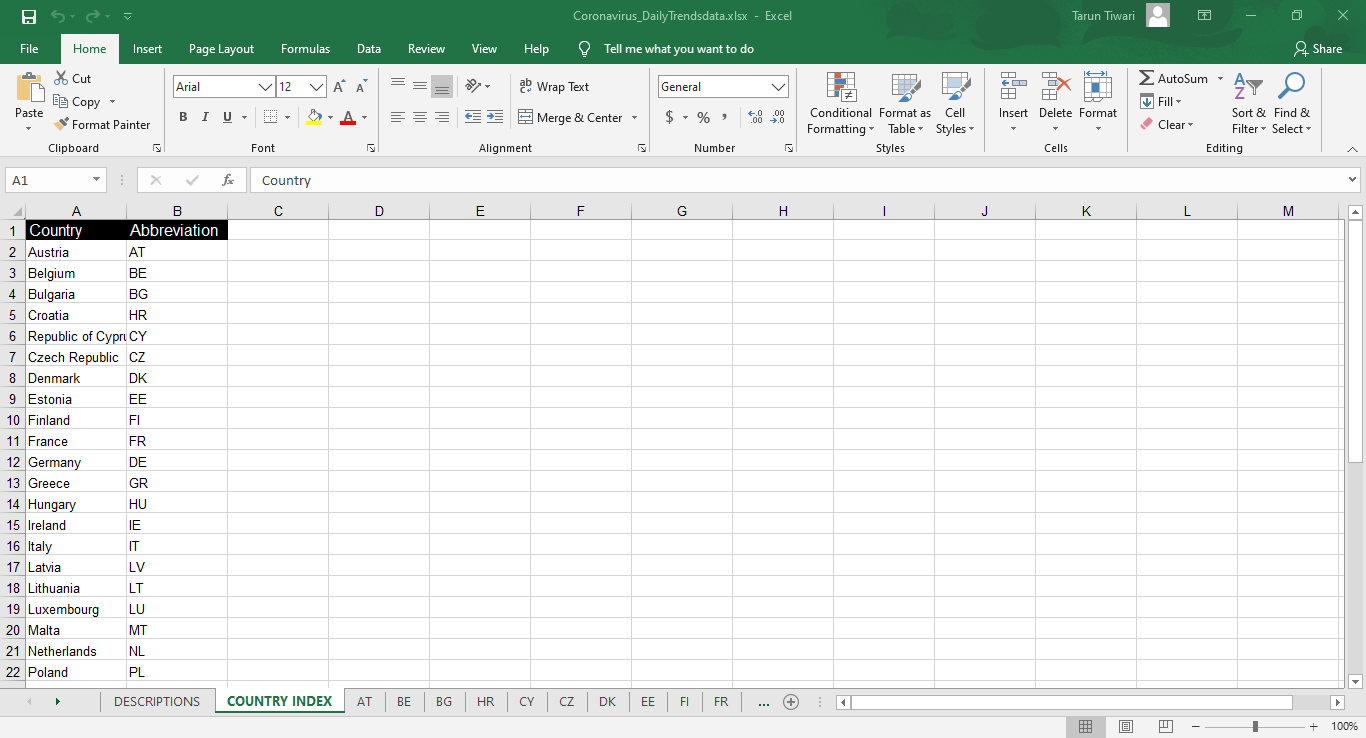 Coronavirus_DailyTrendsdata.xlsx - Excel
Tarun Tiwari
File Home Insert Page Layout Formulas Data Review View Help Tell me what you want to do Share
Paste
Cut
Copy
Format Painter
Clipboard
Arial 12
A A
B I U A
Font
ab Wrap Text
Merge & Center
Alignment
General
$ % ,
←.0 .00 .00 →.0
Number
Conditional Formatting
Format as Table
Cell Styles
Styles
Insert Delete Format
Cells
AutoSum
Fill
Clear
A Z
Sort & Filter
Find & Select
Editing
A1 fx Country
A B C D E F G H I J K L M
1 Country Abbreviation
2 Austria AT
3 Belgium BE
4 Bulgaria BG
5 Croatia HR
6 Republic of Cypru CY
7 Czech Republic CZ
8 Denmark DK
9 Estonia EE
10 Finland FI
11 France FR
12 Germany DE
13 Greece GR
14 Hungary HU
15 Ireland IE
16 Italy IT
17 Latvia LV
18 Lithuania LT
19 Luxembourg LU
20 Malta MT
21 Netherlands NL
22 Poland PL
DESCRIPTIONS COUNTRY INDEX AT BE BG HR CY CZ DK EE FI FR ...
100%